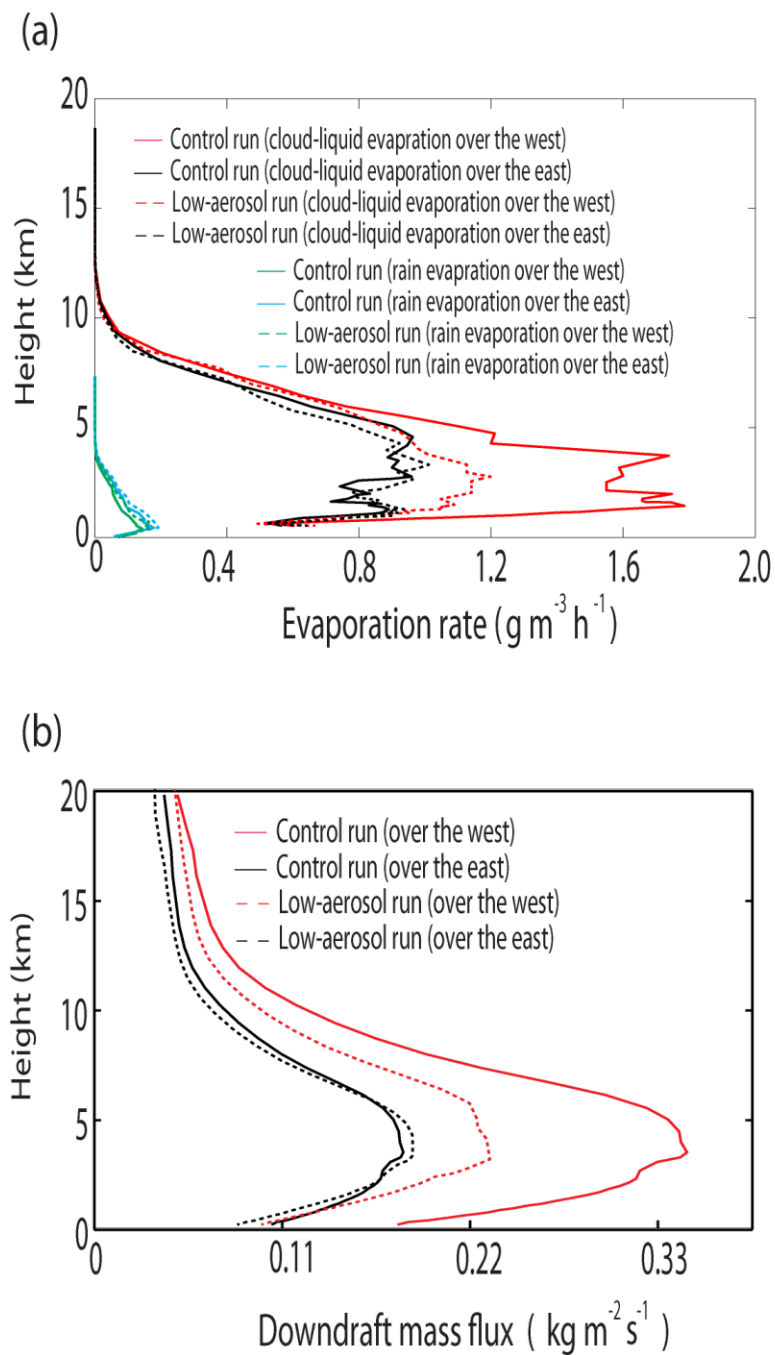 (a)
20
15
10
5
0
Height (km)
Control run (cloud-liquid evapration over the west)
Control run (cloud-liquid evaporation over the east)
Low-aerosol run (cloud-liquid evaporation over the west)
Low-aerosol run (cloud-liquid evaporation over the east)
Control run (rain evapration over the west)
Control run (rain evaporation over the east)
Low-aerosol run (rain evaporation over the west)
Low-aerosol run (rain evaporation over the east)
0 0.4 0.8 1.2 1.6 2.0
Evaporation rate ( g m⁻³ h⁻¹)
(b)
20
15
10
5
0
Height (km)
Control run (over the west)
Control run (over the east)
Low-aerosol run (over the west)
Low-aerosol run (over the east)
0 0.11 0.22 0.33
Downdraft mass flux ( kg m⁻² s⁻¹)